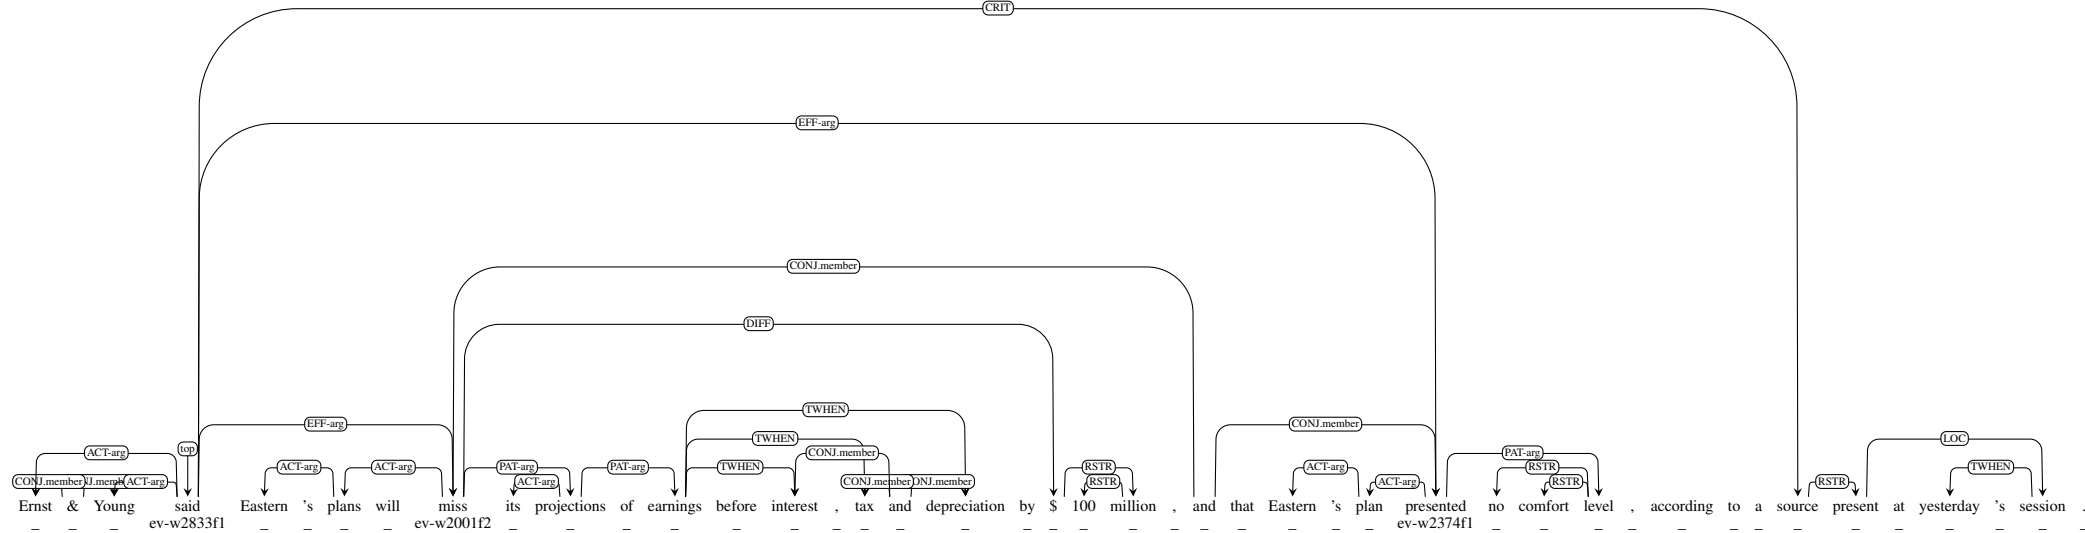 CRIT
EFF-arg
CONJ.member
DIFF
TWHEN
EFF-arg CONJ.member
TWHEN LOC
ACT-arg top CONJ.member PAT-arg
ACT-arg ACT-arg PAT-arg PAT-arg TWHEN RSTR ACT-arg RSTR TWHEN
CONJ.member ACT-arg ACT-arg CONJ.member RSTR ACT-arg RSTR RSTR
Ernst & Young said Eastern 's plans will miss its projections of earnings before interest , tax and depreciation by $ 100 million , and that Eastern 's plan presented no comfort level , according to a source present at yesterday 's session .
_ _ _ ev-w2833f1 _ _ _ _ ev-w2001f2 _ _ _ _ _ _ _ _ _ _ _ _ _ _ _ _ _ _ _ _ ev-w2374f1 _ _ _ _ _ _ _ _ _ _ _ _ _ _